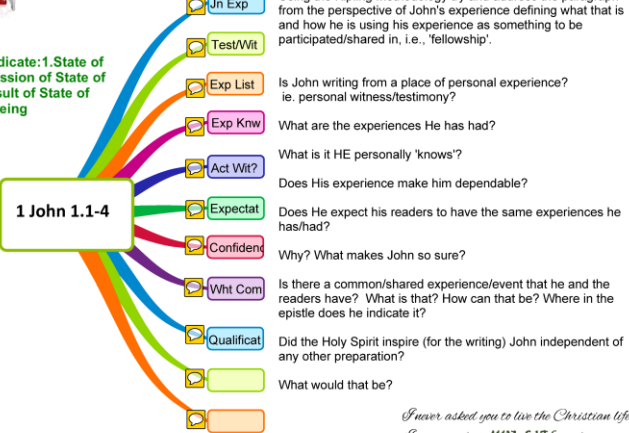 Jn Exp
from the perspective of John's experience defining what that is
and how he is using his experience as something to be
participated/shared in, i.e., 'fellowship'.
Test/Wit
dicate:1.State of
ssion of State of
sult of State of
eing
Exp List
Is John writing from a place of personal experience?
ie. personal witness/testimony?
Exp Knw
What are the experiences He has had?
What is it HE personally 'knows'?
Act Wit?
Does His experience make him dependable?
1 John 1.1-4
Expectat
Does He expect his readers to have the same experiences he
has/had?
Confidenc
Why? What makes John so sure?
Wht Com
Is there a common/shared experience/event that he and the
readers have? What is that? How can that be? Where in the
epistle does he indicate it?
Qualificat
Did the Holy Spirit inspire (for the writing) John independent of
any other preparation?
What would that be?
I never asked you to live the Christian life